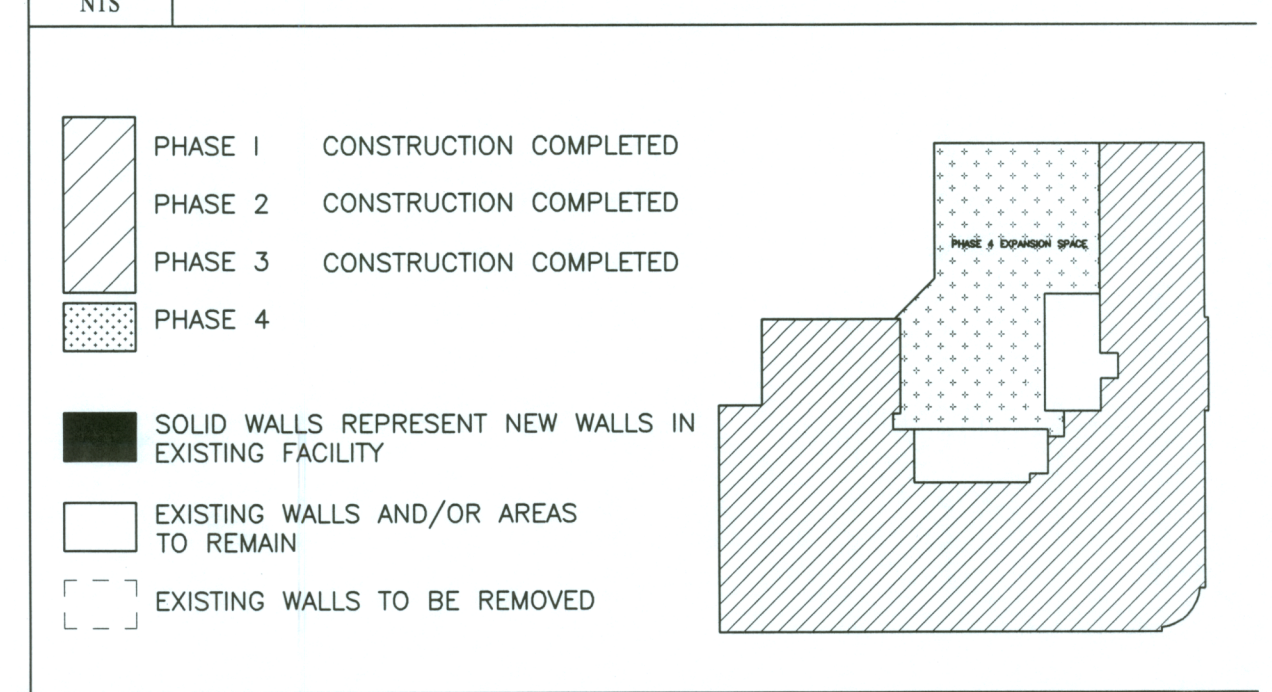 NTS
PHASE 1 CONSTRUCTION COMPLETED
PHASE 2 CONSTRUCTION COMPLETED
PHASE 3 CONSTRUCTION COMPLETED
PHASE 4
SOLID WALLS REPRESENT NEW WALLS IN
EXISTING FACILITY
EXISTING WALLS AND/OR AREAS
TO REMAIN
EXISTING WALLS TO BE REMOVED
PHASE 4 EXPANSION SPACE